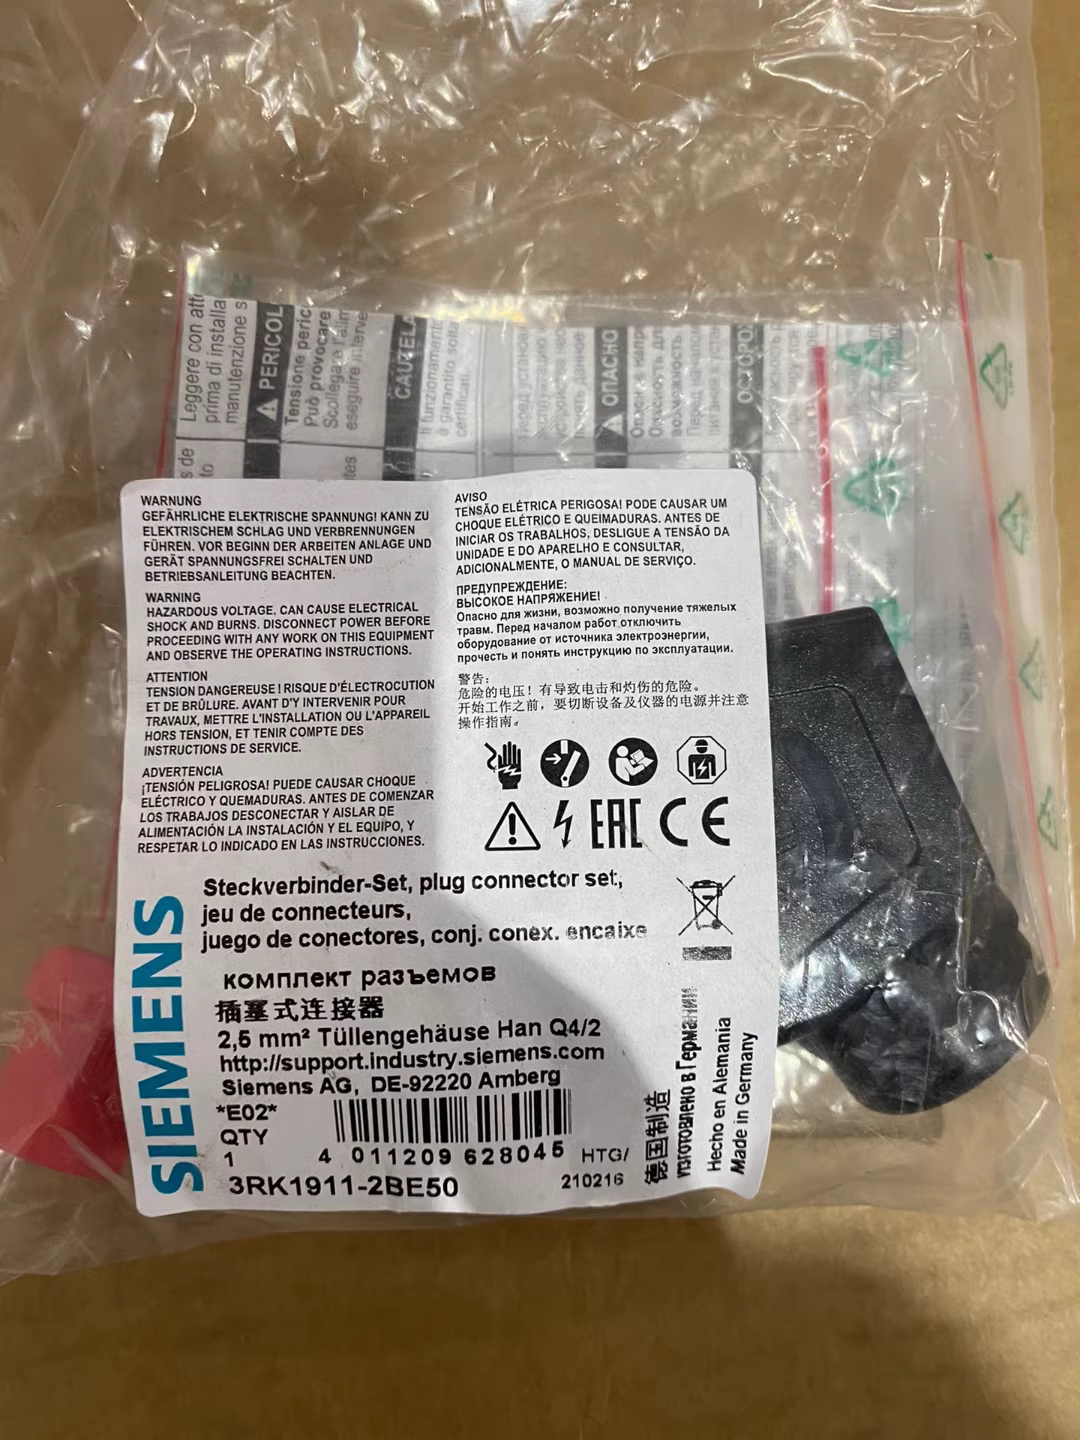 Leggere con
prima di installa
manutenzione s
PERICOL
Tensione peric
Può provocare
Scollegare l'alim
eseguire interve
CAUTELA
Il funzionamento
è garantito solta
certificati.
ОПАСНО
WARNUNG
GEFÄHRLICHE ELEKTRISCHE SPANNUNG! KANN ZU
ELEKTRISCHEM SCHLAG UND VERBRENNUNGEN
FÜHREN. VOR BEGINN DER ARBEITEN ANLAGE UND
GERÄT SPANNUNGSFREI SCHALTEN UND
BETRIEBSANLEITUNG BEACHTEN.
WARNING
HAZARDOUS VOLTAGE. CAN CAUSE ELECTRICAL
SHOCK AND BURNS. DISCONNECT POWER BEFORE
PROCEEDING WITH ANY WORK ON THIS EQUIPMENT
AND OBSERVE THE OPERATING INSTRUCTIONS.
ATTENTION
TENSION DANGEREUSE ! RISQUE D'ÉLECTROCUTION
ET DE BRÛLURE. AVANT D'Y INTERVENIR POUR
TRAVAUX, METTRE L'INSTALLATION OU L'APPAREIL
HORS TENSION, ET TENIR COMPTE DES
INSTRUCTIONS DE SERVICE.
ADVERTENCIA
¡TENSIÓN PELIGROSA! PUEDE CAUSAR CHOQUE
ELÉCTRICO Y QUEMADURAS. ANTES DE COMENZAR
LOS TRABAJOS DESCONECTAR Y AISLAR DE
ALIMENTACIÓN LA INSTALACIÓN Y EL EQUIPO, Y
RESPETAR LO INDICADO EN LAS INSTRUCCIONES.
AVISO
TENSÃO ELÉTRICA PERIGOSA! PODE CAUSAR UM
CHOQUE ELÉTRICO E QUEIMADURAS. ANTES DE
INICIAR OS TRABALHOS, DESLIGUE A TENSÃO DA
UNIDADE E DO APARELHO E CONSULTAR,
ADICIONALMENTE, O MANUAL DE SERVIÇO.
ПРЕДУПРЕЖДЕНИЕ:
ВЫСОКОЕ НАПРЯЖЕНИЕ!
Опасно для жизни, возможно получение тяжелых
травм. Перед началом работ отключить
оборудование от источника электроэнергии,
прочесть и понять инструкцию по эксплуатации.
警告:
危险的电压! 有导致电击和灼伤的危险。
开始工作之前, 要切断设备及仪器的电源并注意
操作指南。
EAC CE
SIEMENS
Steckverbinder-Set, plug connector set,
jeu de connecteurs,
juego de conectores, conj. conex. encaixe
комплект разъемов
插塞式连接器
2,5 mm² Tüllengehäuse Han Q4/2
http://support.industry.siemens.com
Siemens AG, DE-92220 Amberg
*E02*
QTY
1
4 011209 628045
HTG/
210216
3RK1911-2BE50
德国制造
изготовлено в Германии
Hecho en Alemania
Made in Germany